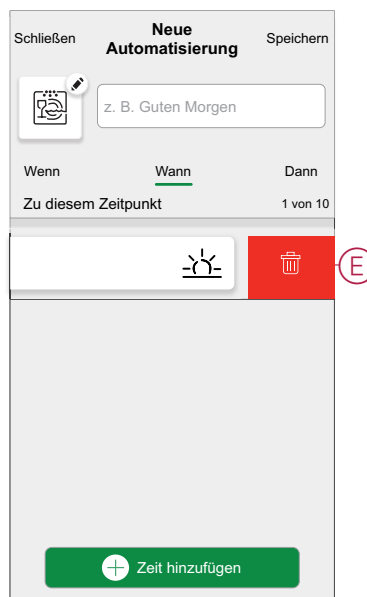 Schließen
Neue
Automatisierung
Speichern
z. B. Guten Morgen
Wenn
Wann
Dann
Zu diesem Zeitpunkt
1 von 10
E
Zeit hinzufügen